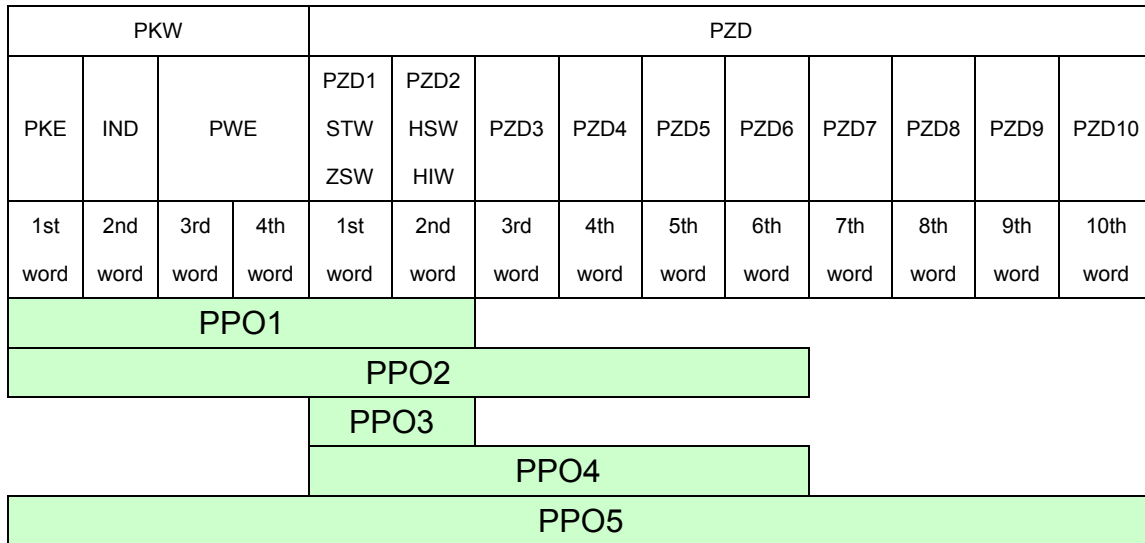 PKW PZD
PKE IND PWE PZD1 STW ZSW PZD2 HSW HIW PZD3 PZD4 PZD5 PZD6 PZD7 PZD8 PZD9 PZD10
1st word 2nd word 3rd word 4th word 1st word 2nd word 3rd word 4th word 5th word 6th word 7th word 8th word 9th word 10th word
PPO1
PPO2
PPO3
PPO4
PPO5